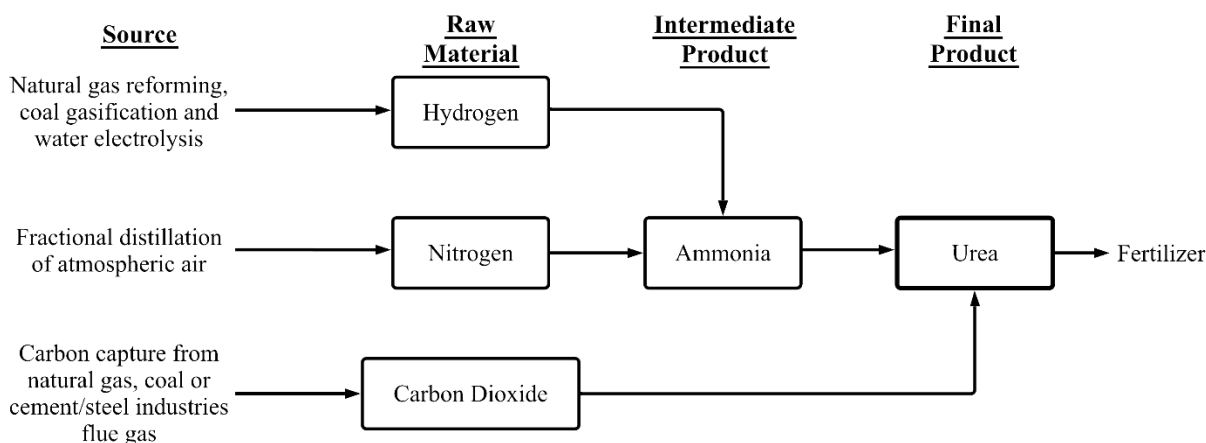 Source
Raw
Material
Intermediate
Product
Final
Product
Natural gas reforming,
coal gasification and
water electrolysis
Hydrogen
Fractional distillation
of atmospheric air
Nitrogen
Ammonia
Urea
Fertilizer
Carbon capture from
natural gas, coal or
cement/steel industries
flue gas
Carbon Dioxide